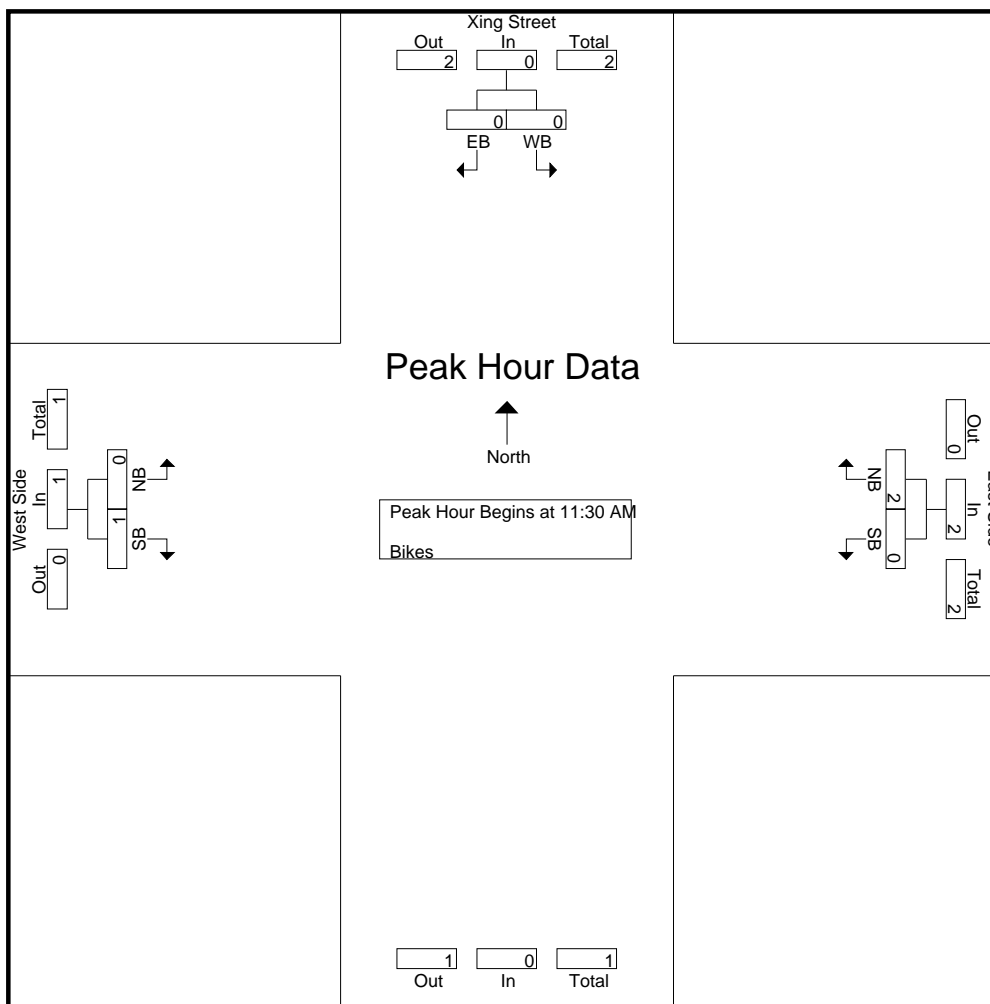 Xing Street
Out In Total
2 0 2
0 0
EB WB
Peak Hour Data
North
Peak Hour Begins at 11:30 AM
Bikes
West Side
Total In Out
1 1 0
0 1
NB SB
Out In Total
0 2 2
2 0
NB SB
1 0 1
Out In Total